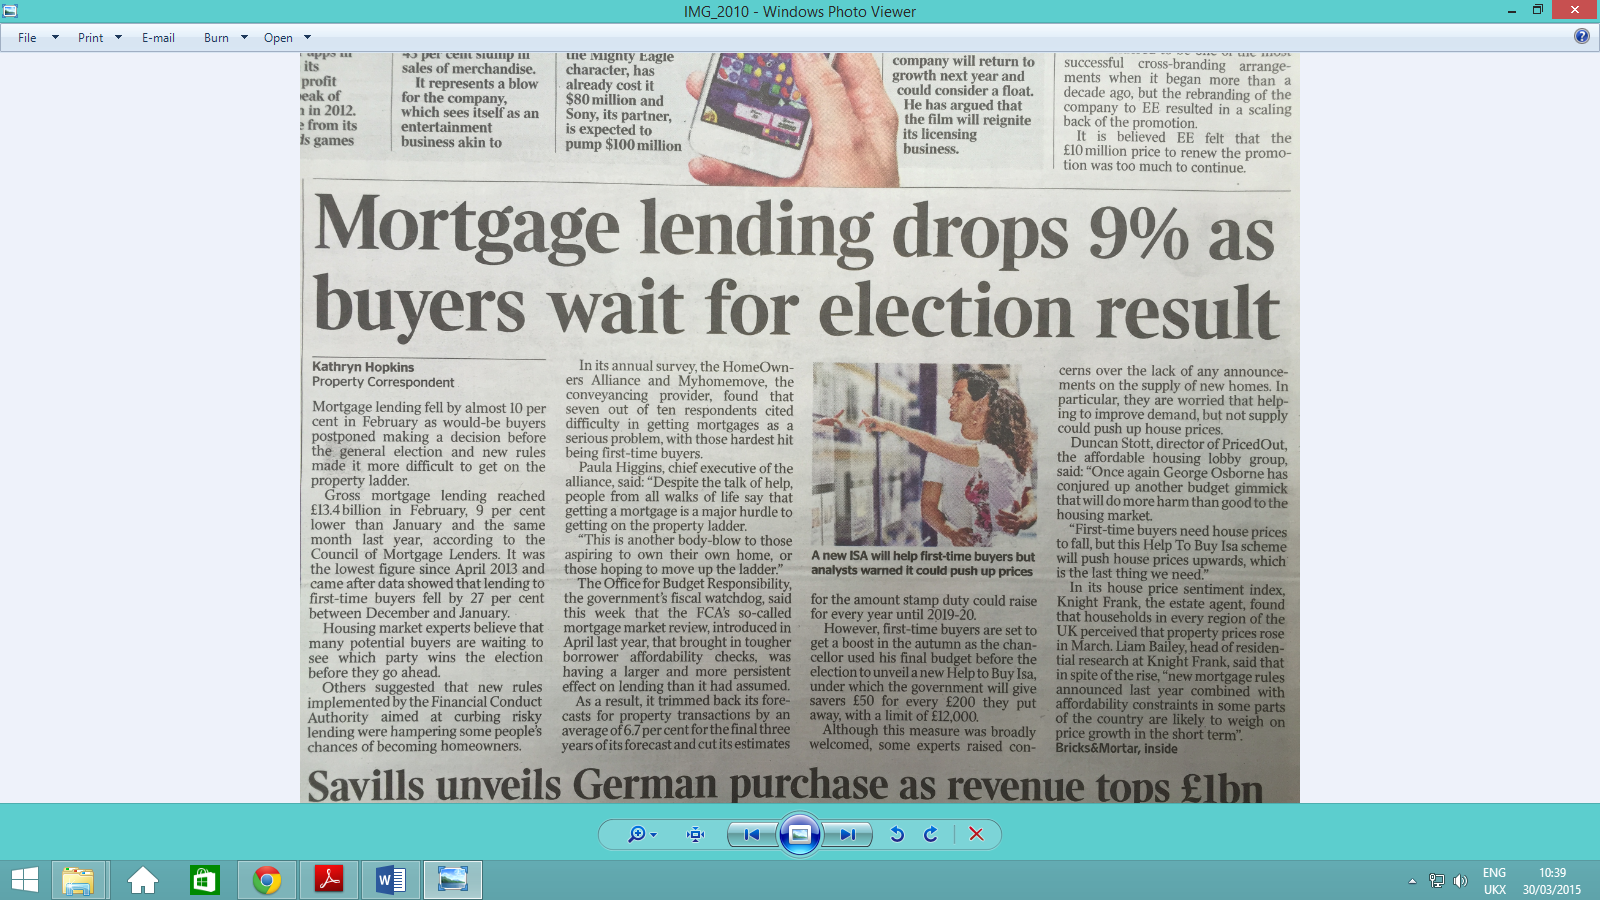 IMG_2010 - Windows Photo Viewer
File Print E-mail Burn Open
its
profit
peak of
in 2012.
from its
games
sales of merchandise.
It represents a blow
for the company,
which sees itself as an
entertainment
business akin to
the Mighty Eagle
character, has
already cost it
$80 million and
Sony, its partner,
is expected to
pump $100 million
company will return to
growth next year and
could consider a float.
He has argued that
the film will reignite
its licensing
business.
successful cross-branding arrange-
ments when it began more than a
decade ago, but the rebranding of the
company to EE resulted in a scaling
back of the promotion.
It is believed EE felt that the
£10 million price to renew the promo-
tion was too much to continue.
Mortgage lending drops 9% as
buyers wait for election result
Kathryn Hopkins
Property Correspondent
Mortgage lending fell by almost 10 per
cent in February as would-be buyers
postponed making a decision before
the general election and new rules
made it more difficult to get on the
property ladder.
Gross mortgage lending reached
£13.4 billion in February, 9 per cent
lower than January and the same
month last year, according to the
Council of Mortgage Lenders. It was
the lowest figure since April 2013 and
came after data showed that lending to
first-time buyers fell by 27 per cent
between December and January.
Housing market experts believe that
many potential buyers are waiting to
see which party wins the election
before they go ahead.
Others suggested that new rules
implemented by the Financial Conduct
Authority aimed at curbing risky
lending were hampering some people's
chances of becoming homeowners.
In its annual survey, the HomeOwn-
ers Alliance and Myhomemove, the
conveyancing provider, found that
seven out of ten respondents cited
difficulty in getting mortgages as a
serious problem, with those hardest hit
being first-time buyers.
Paula Higgins, chief executive of the
alliance, said: "Despite the talk of help,
people from all walks of life say that
getting a mortgage is a major hurdle to
getting on the property ladder.
"This is another body-blow to those
aspiring to own their own home, or
those hoping to move up the ladder."
The Office for Budget Responsibility,
the government's fiscal watchdog, said
this week that the FCA's so-called
mortgage market review, introduced in
April last year, that brought in tougher
borrower affordability checks, was
having a larger and more persistent
effect on lending than it had assumed.
As a result, it trimmed back its fore-
casts for property transactions by an
average of 6.7 per cent for the final three
years of its forecast and cut its estimates
A new ISA will help first-time buyers but
analysts warned it could push up prices
for the amount stamp duty could raise
for every year until 2019-20.
However, first-time buyers are set to
get a boost in the autumn as the chan-
cellor used his final budget before the
election to unveil a new Help to Buy Isa,
under which the government will give
savers £50 for every £200 they put
away, with a limit of £12,000.
Although this measure was broadly
welcomed, some experts raised con-
cerns over the lack of any announce-
ments on the supply of new homes. In
particular, they are worried that help-
ing to improve demand, but not supply
could push up house prices.
Duncan Stott, director of PricedOut,
the affordable housing lobby group,
said: "Once again George Osborne has
conjured up another budget gimmick
that will do more harm than good to the
housing market.
"First-time buyers need house prices
to fall, but this Help To Buy Isa scheme
will push house prices upwards, which
is the last thing we need."
In its house price sentiment index,
Knight Frank, the estate agent, found
that households in every region of the
UK perceived that property prices rose
in March. Liam Bailey, head of residen-
tial research at Knight Frank, said that
in spite of the rise, "new mortgage rules
announced last year combined with
affordability constraints in some parts
of the country are likely to weigh on
price growth in the short term".
Bricks&Mortar, inside
Savills unveils German purchase as revenue tops £1bn
ENG 10:39
UKX 30/03/2015